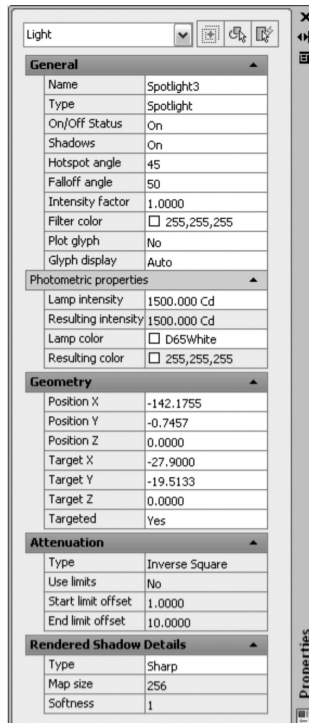 Light
General
Name Spotlight3
Type Spotlight
On/Off Status On
Shadows On
Hotspot angle 45
Falloff angle 50
Intensity factor 1.0000
Filter color 255,255,255
Plot glyph No
Glyph display Auto
Photometric properties
Lamp intensity 1500.000 Cd
Resulting intensity 1500.000 Cd
Lamp color D65White
Resulting color 255,255,255
Geometry
Position X -142.1755
Position Y -0.7457
Position Z 0.0000
Target X -27.9000
Target Y -19.5133
Target Z 0.0000
Targeted Yes
Attenuation
Type Inverse Square
Use limits No
Start limit offset 1.0000
End limit offset 10.0000
Rendered Shadow Details
Type Sharp
Map size 256
Softness 1
Properties